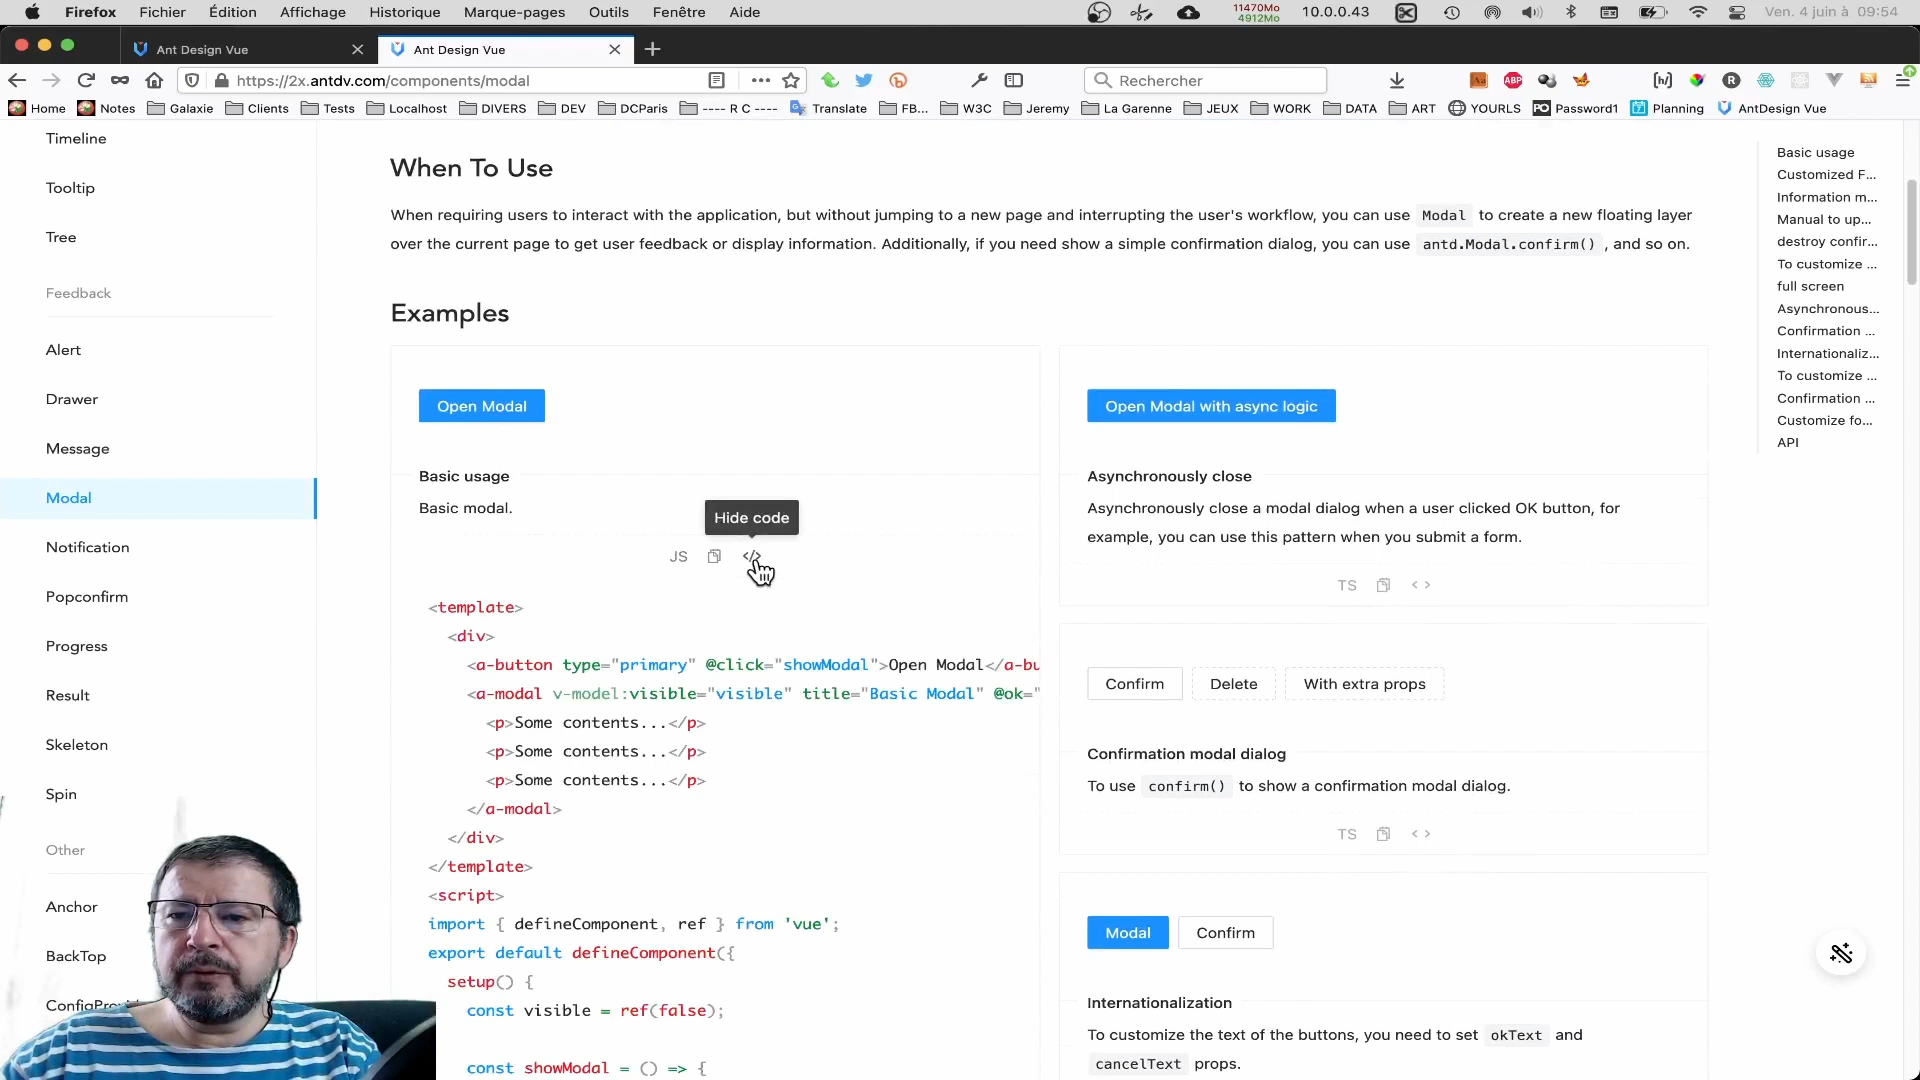 Firefox Fichier Édition Affichage Historique Marque-pages Outils Fenêtre Aide
11470Mo
4912Mo
10.0.0.43
Ven. 4 juin à 09:54
Ant Design Vue
Ant Design Vue
https://2x.antdv.com/components/modal
Rechercher
Home Notes Galaxie Clients Tests Localhost DIVERS DEV DCParis ---- R C ---- Translate FB... W3C Jeremy La Garenne JEUX WORK DATA ART YOURLS Password1 Planning AntDesign Vue
Timeline
Tooltip
Tree
Feedback
Alert
Drawer
Message
Modal
Notification
Popconfirm
Progress
Result
Skeleton
Spin
Other
Anchor
BackTop
When To Use
When requiring users to interact with the application, but without jumping to a new page and interrupting the user's workflow, you can use Modal to create a new floating layer
over the current page to get user feedback or display information. Additionally, if you need show a simple confirmation dialog, you can use antd.Modal.confirm() , and so on.
Examples
Open Modal
Basic usage
Basic modal.
Hide code
JS
<template>
<div>
<a-button type="primary" @click="showModal">Open Modal</a-bu
<a-modal v-model:visible="visible" title="Basic Modal" @ok="
<p>Some contents...</p>
<p>Some contents...</p>
<p>Some contents...</p>
</a-modal>
</div>
</template>
<script>
import { defineComponent, ref } from 'vue';
export default defineComponent({
setup() {
const visible = ref(false);
const showModal = () => {
Open Modal with async logic
Asynchronously close
Asynchronously close a modal dialog when a user clicked OK button, for
example, you can use this pattern when you submit a form.
TS < >
Confirm Delete With extra props
Confirmation modal dialog
To use confirm() to show a confirmation modal dialog.
TS < >
Modal Confirm
Internationalization
To customize the text of the buttons, you need to set okText and
cancelText props.
Basic usage
Customized F...
Information m...
Manual to up...
destroy confir...
To customize ...
full screen
Asynchronous...
Confirmation ...
Internationaliz...
To customize ...
Confirmation ...
Customize fo...
API